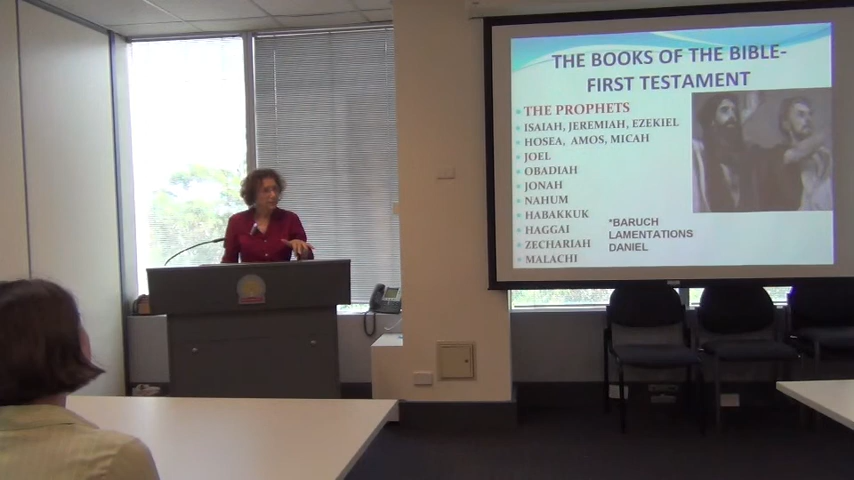 THE BOOKS OF THE BIBLE-
FIRST TESTAMENT
THE PROPHETS
ISAIAH, JEREMIAH, EZEKIEL
HOSEA, AMOS, MICAH
JOEL
OBADIAH
JONAH
NAHUM
HABAKKUK
HAGGAI
ZECHARIAH
MALACHI
*BARUCH
LAMENTATIONS
DANIEL